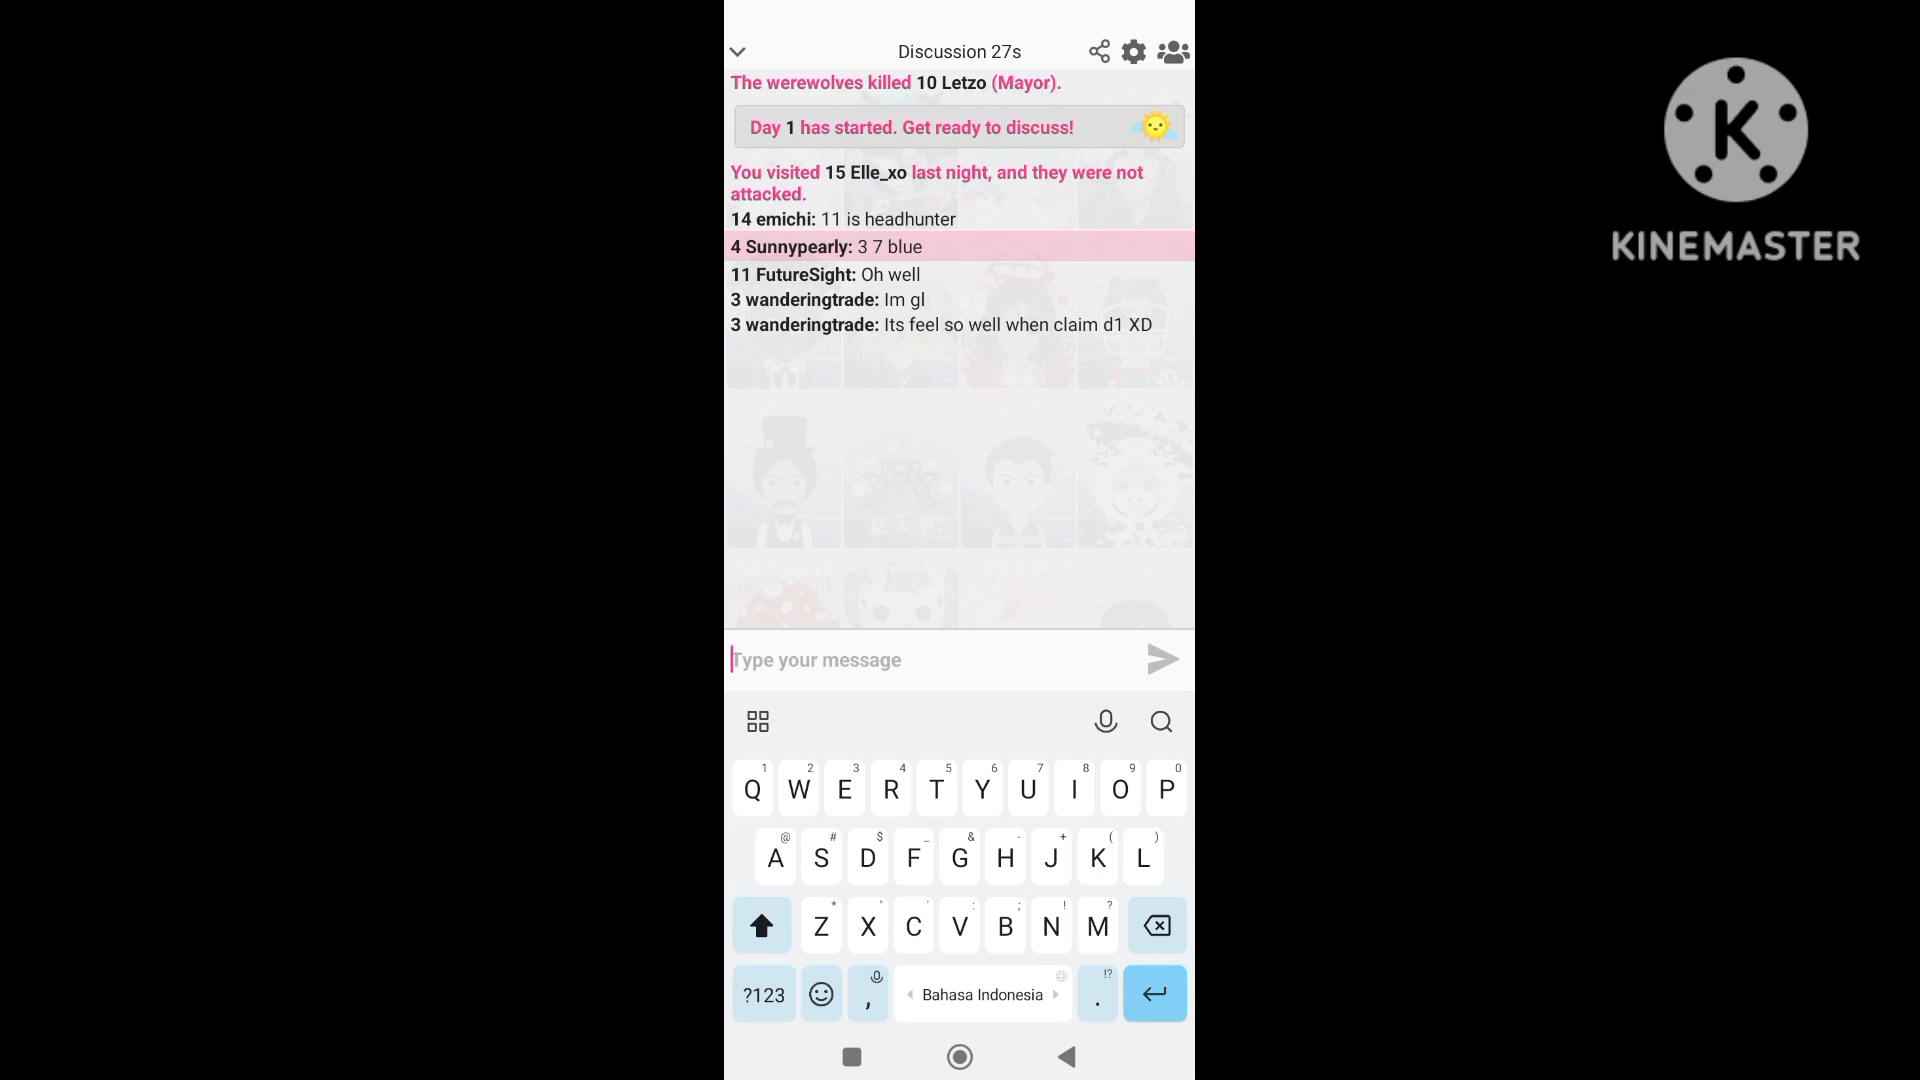 Discussion 27s
The werewolves killed 10 Letzo (Mayor).
Day 1 has started. Get ready to discuss!
You visited 15 Elle_xo last night, and they were not
attacked.
14 emichi: 11 is headhunter
4 Sunnypearly: 3 7 blue
11 FutureSight: Oh well
3 wanderingtrade: Im gl
3 wanderingtrade: Its feel so well when claim d1 XD
Type your message
1 2 3 4 5 6 7 8 9 0
Q W E R T Y U I O P
@ # $ _ & - + ( )
A S D F G H J K L
* " ' : ; ! ?
Z X C V B N M
!?
?123 , Bahasa Indonesia .
K
KINEMASTER